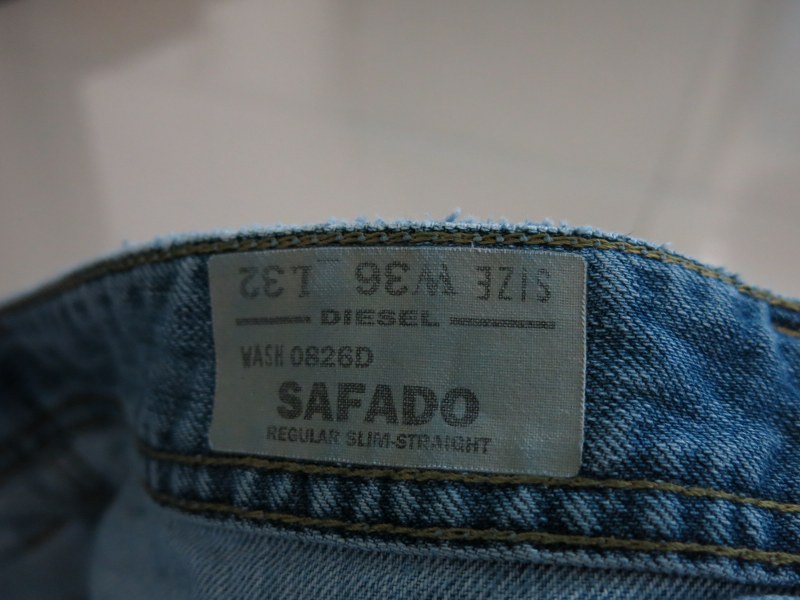 SIZE W36 L32
DIESEL
WASH 0826D
SAFADO
REGULAR SLIM-STRAIGHT